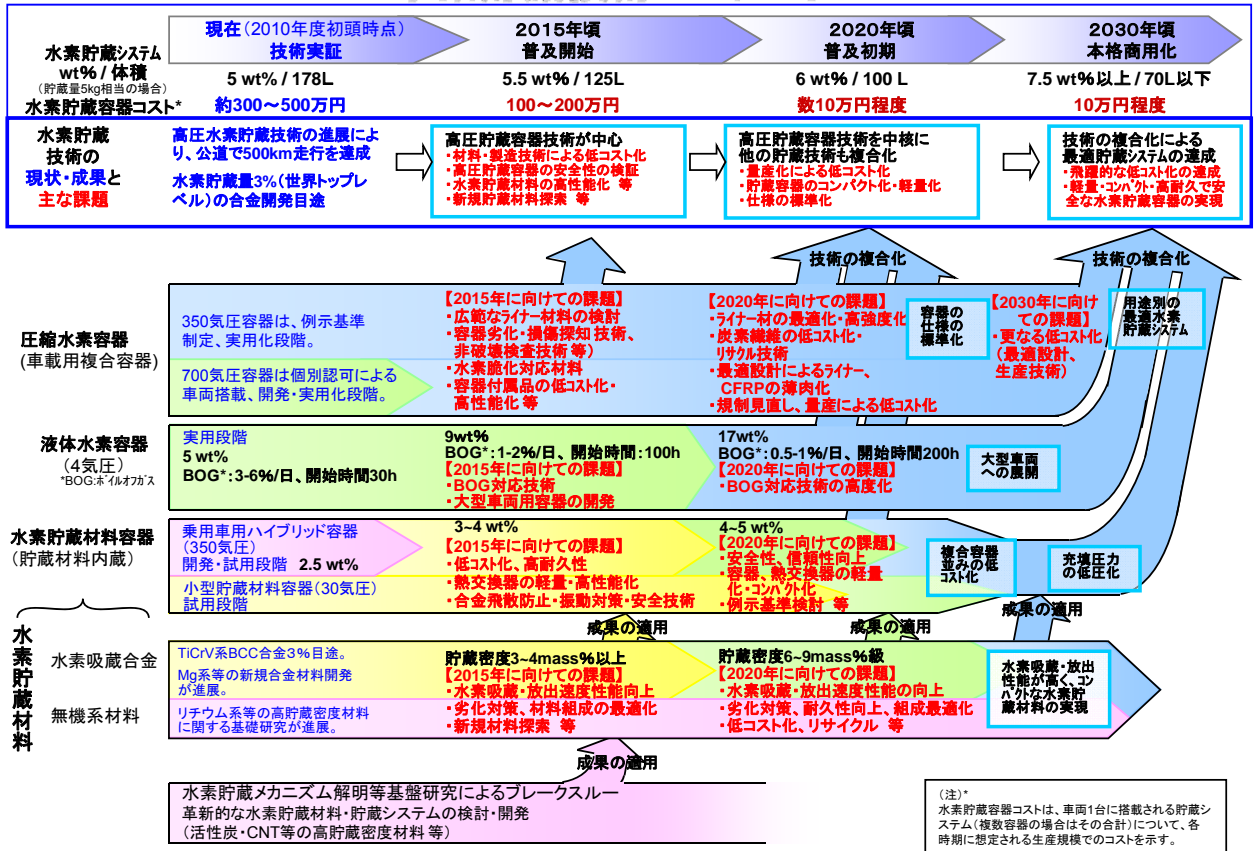 現在（2010年度初頭時点）
技術実証
2015年頃
普及開始
2020年頃
普及初期
2030年頃
本格商用化
水素貯蔵システム
wt% / 体積
（貯蔵量5kg相当の場合）
5 wt% / 178L
5.5 wt% / 125L
6 wt% / 100 L
7.5 wt%以上 / 70L以下
水素貯蔵容器コスト*
約300～500万円
100～200万円
数10万円程度
10万円程度
水素貯蔵
技術の
現状・成果と
主な課題
高圧水素貯蔵技術の進展によ
り、公道で500km走行を達成
水素貯蔵量3%（世界トップレ
ベル）の合金開発目途
高圧貯蔵容器技術が中心
・材料・製造技術による低コスト化
・高圧貯蔵容器の安全性の検証
・水素貯蔵材料の高性能化 等
・新規貯蔵材料探索 等
高圧貯蔵容器技術を中核に
他の貯蔵技術も複合化
・量産化による低コスト化
・貯蔵容器のコンパクト化・軽量化
・仕様の標準化
技術の複合化による
最適貯蔵システムの達成
・飛躍的な低コスト化の達成
・軽量・コンパクト・高耐久で安
全な水素貯蔵容器の実現
技術の複合化
技術の複合化
圧縮水素容器
（車載用複合容器）
350気圧容器は、例示基準
制定、実用化段階。
700気圧容器は個別認可による
車両搭載、開発・実用化段階。
【2015年に向けての課題】
・広範なライナー材料の検討
・容器劣化・損傷探知技術、
非破壊検査技術等）
・水素脆化対応材料
・容器付属品の低コスト化・
高性能化等
【2020年に向けての課題】
・ライナー材の最適化・高強度化
・炭素繊維の低コスト化・
リサクル技術
・最適設計によるライナー、
CFRPの薄肉化
・規制見直し、量産による低コスト化
容器の
仕様の
標準化
【2030年に向け
ての課題】
・更なる低コスト化
（最適設計、
生産技術）
用途別の
最適水素
貯蔵システム
液体水素容器
（4気圧）
*BOG:ボイルオフガス
実用段階
5 wt%
BOG*：3-6%/日、開始時間30h
9wt%
BOG*：1-2%/日、開始時間：100h
【2015年に向けての課題】
・BOG対応技術
・大型車両用容器の開発
17wt%
BOG*：0.5-1%/日、開始時間200h
【2020年に向けての課題】
・BOG対応技術の高度化
大型車両
への展開
水素貯蔵材料容器
（貯蔵材料内蔵）
乗用車用ハイブリッド容器
（350気圧）
開発・試用段階 2.5 wt%
小型貯蔵材料容器（30気圧）
試用段階
3~4 wt%
【2015年に向けての課題】
・低コスト化、高耐久性
・熱交換器の軽量・高性能化
・合金飛散防止・振動対策・安全技術
4~5 wt%
【2020年に向けての課題】
・安全性、信頼性向上
・容器、熱交換器の軽量
化・コンパクト化
・例示基準検討 等
複合容器
並みの低
コスト化
充填圧力
の低圧化
成果の適用
成果の適用
成果の適用
水素貯蔵材料
水素吸蔵合金
無機系材料
TiCrV系BCC合金3％目途。
Mg系等の新規合金材料開発
が進展。
リチウム系等の高貯蔵密度材料
に関する基礎研究が進展。
貯蔵密度3~4mass%以上
【2015年に向けての課題】
・水素吸蔵・放出速度性能向上
・劣化対策、材料組成の最適化
・新規材料探索 等
貯蔵密度6~9mass%級
【2020年に向けての課題】
・水素吸蔵・放出速度性能の向上
・劣化対策、耐久性向上、組成最適化
・低コスト化、リサイクル 等
水素吸蔵・放出
性能が高く、コン
パクトな水素貯
蔵材料の実現
成果の適用
水素貯蔵メカニズム解明等基盤研究によるブレークスルー
革新的な水素貯蔵材料・貯蔵システムの検討・開発
（活性炭・CNT等の高貯蔵密度材料 等）
（注）*
水素貯蔵容器コストは、車両1台に搭載される貯蔵シ
ステム（複数容器の場合はその合計）について、各
時期に想定される生産規模でのコストを示す。